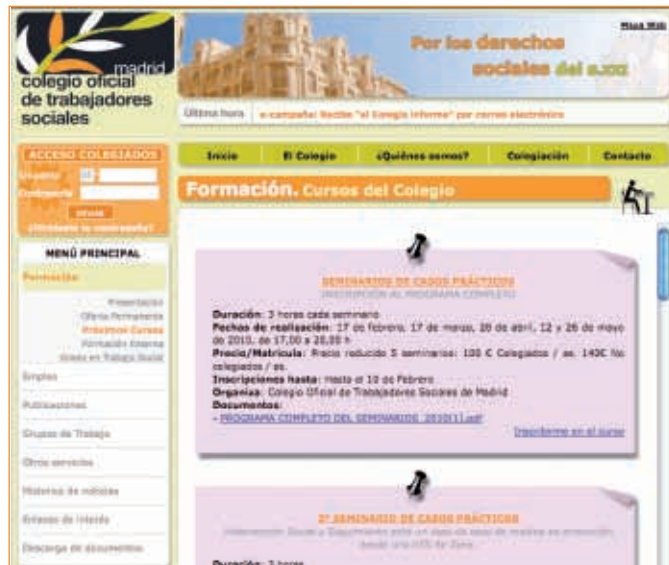 madrid
colegio oficial
de trabajadores
sociales
Mapa Web
Por los derechos
sociales del s.XXI
Última hora
e-campaña: Recibe "el Colegio informa" por correo electrónico
ACCESO COLEGIADOS
Usuario
Contraseña
¿Olvidaste tu contraseña?
Inicio
El Colegio
¿Quiénes somos?
Colegiación
Contacto
Formación. Cursos del Colegio
MENÚ PRINCIPAL
Formación
Presentación
Oferta Permanente
Próximos Cursos
Formación Externa
Grado en Trabajo Social
Empleo
Publicaciones
Grupos de Trabajo
Otros servicios
Histórico de noticias
Enlaces de interés
Descarga de documentos
SEMINARIOS DE CASOS PRÁCTICOS
INSCRIPCIÓN AL PROGRAMA COMPLETO
Duración: 3 horas cada seminario
Fechas de realización: 17 de febrero, 17 de marzo, 28 de abril, 12 y 26 de mayo
de 2010, de 17,00 a 20,00 h
Precio/Matrícula: Precio reducido 5 seminarios: 100 € Colegiados / as. 140€ No
colegiados / as.
Inscripciones hasta: Hasta el 10 de Febrero
Organiza: Colegio Oficial de Trabajadores Sociales de Madrid
Documentos:
- PROGRAMA COMPLETO DEL SEMINARIOS_2010[1].pdf
Inscribirme en el curso
2º SEMINARIO DE CASOS PRÁCTICOS
Duración: 3 horas